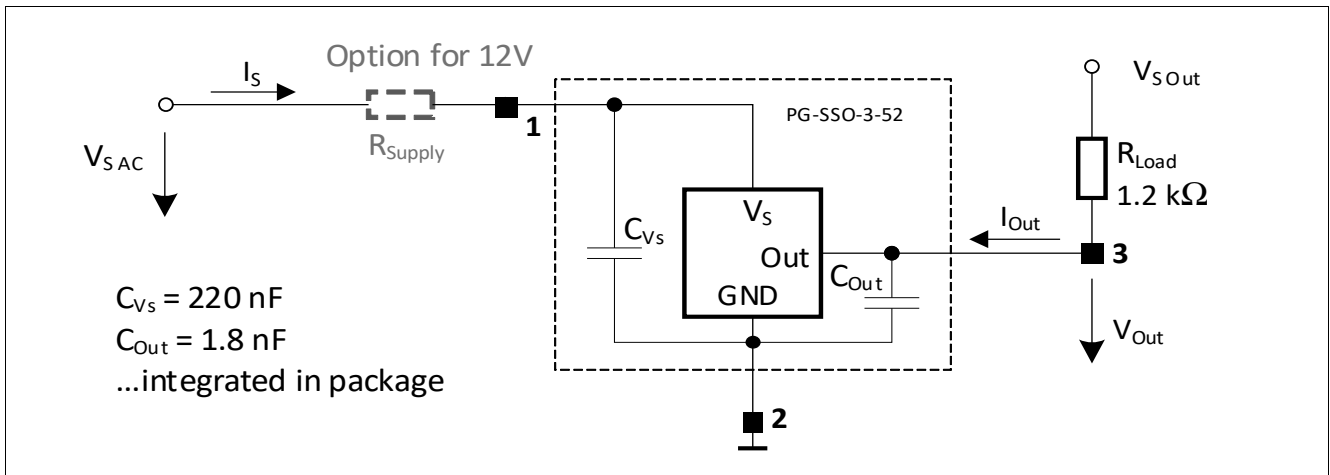 Option for 12V
I_S
R_Supply
V_S AC
1
PG-SSO-3-52
V_S Out
R_Load
1.2 kΩ
V_S
C_Vs
Out
GND
C_Out
I_Out
3
V_Out
2
C_Vs = 220 nF
C_Out = 1.8 nF
...integrated in package